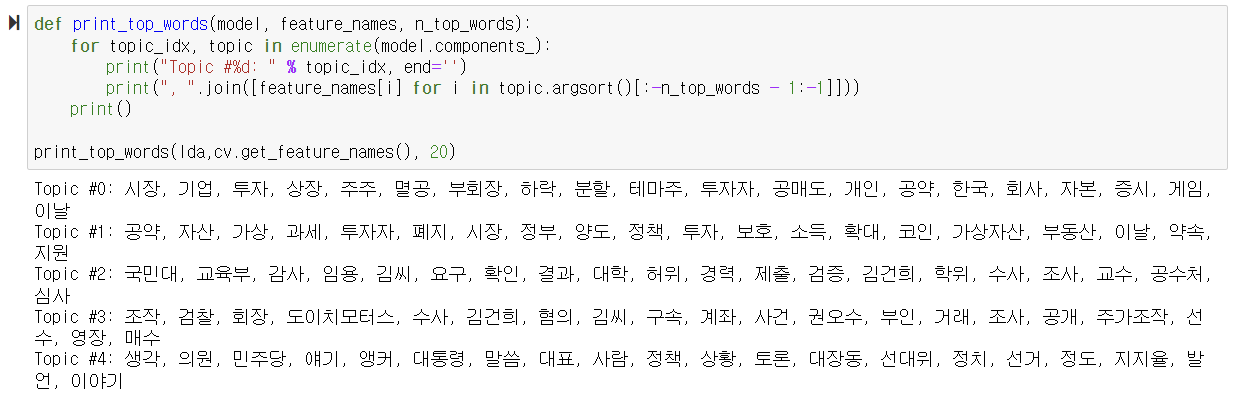 def print_top_words(model, feature_names, n_top_words):
    for topic_idx, topic in enumerate(model.components_):
        print("Topic #%d: " % topic_idx, end='')
        print(", ".join([feature_names[i] for i in topic.argsort()[:-n_top_words - 1:-1]]))
    print()

print_top_words(lda,cv.get_feature_names(), 20)
Topic #0: 시장, 기업, 투자, 상장, 주주, 멸공, 부회장, 하락, 분할, 테마주, 투자자, 공매도, 개인, 공약, 한국, 회사, 자본, 증시, 게임,
이날
Topic #1: 공약, 자산, 가상, 과세, 투자자, 폐지, 시장, 정부, 양도, 정책, 투자, 보호, 소득, 확대, 코인, 가상자산, 부동산, 이날, 약속,
지원
Topic #2: 국민대, 교육부, 감사, 임용, 김씨, 요구, 확인, 결과, 대학, 허위, 경력, 제출, 검증, 김건희, 학위, 수사, 조사, 교수, 공수처,
심사
Topic #3: 조작, 검찰, 회장, 도이치모터스, 수사, 김건희, 혐의, 김씨, 구속, 계좌, 사건, 권오수, 부인, 거래, 조사, 공개, 주가조작, 선
수, 영장, 매수
Topic #4: 생각, 의원, 민주당, 얘기, 앵커, 대통령, 말씀, 대표, 사람, 정책, 상황, 토론, 대장동, 선대위, 정치, 선거, 정도, 지지율, 발
언, 이야기